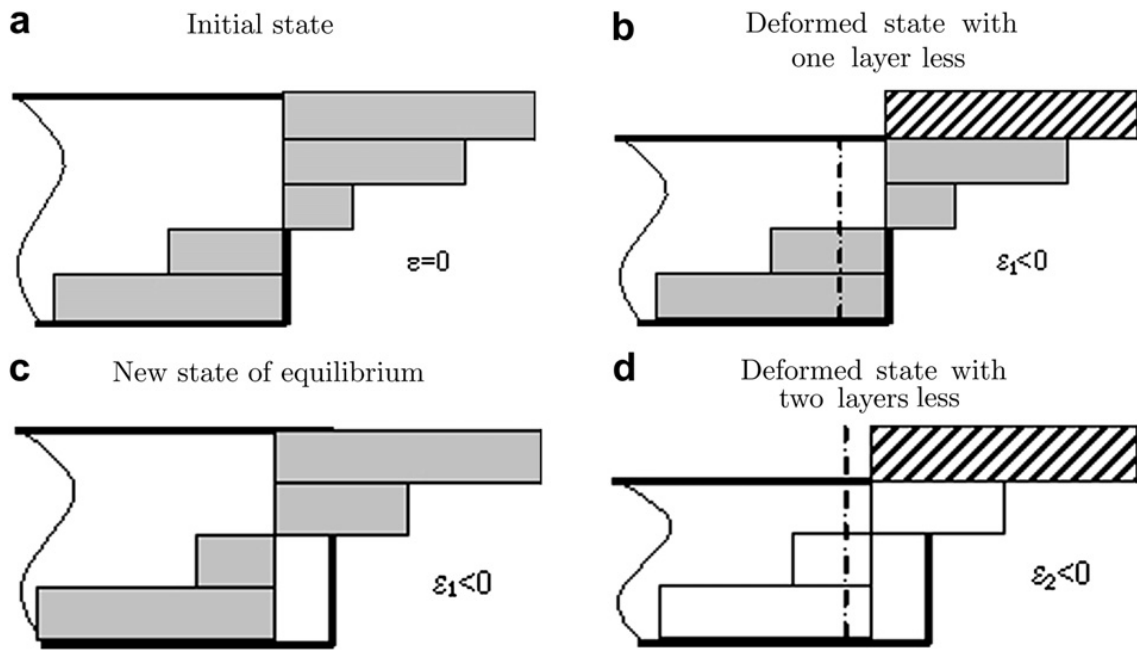 a
Initial state
ε=0
b
Deformed state with
one layer less
ε₁<0
c
New state of equilibrium
ε₁<0
d
Deformed state with
two layers less
ε₂<0